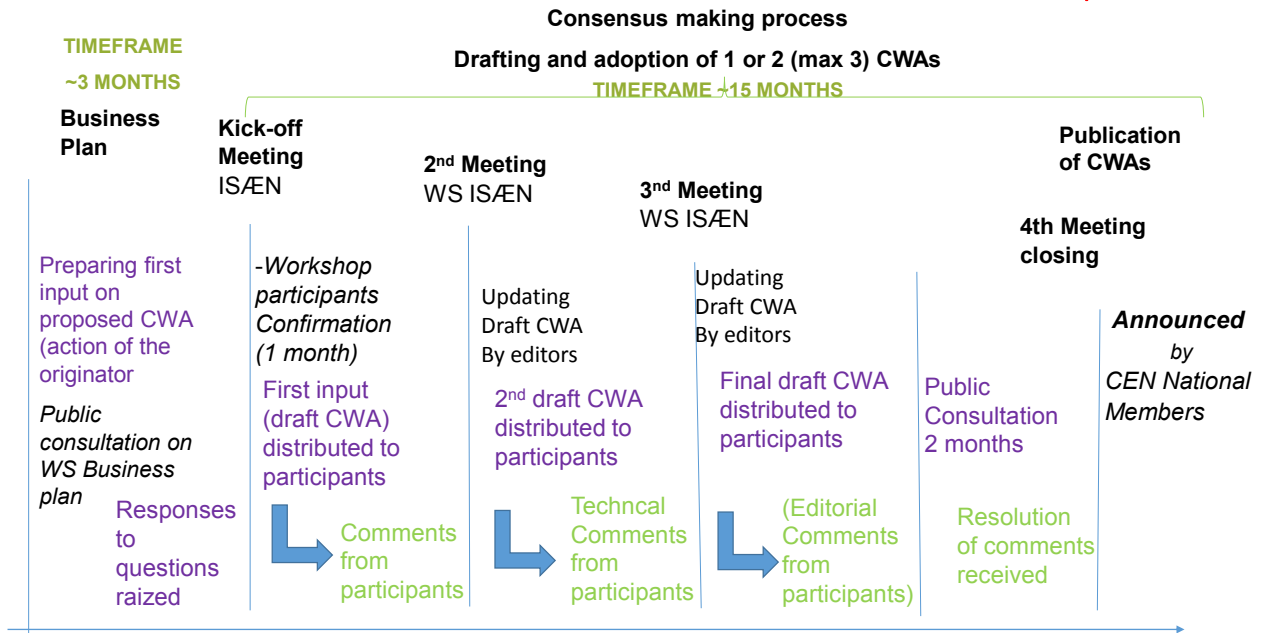 Consensus making process
Drafting and adoption of 1 or 2 (max 3) CWAs
TIMEFRAME ~15 MONTHS
TIMEFRAME
~3 MONTHS
Business
Plan
Kick-off
Meeting
ISÆN
2nd Meeting
WS ISÆN
3nd Meeting
WS ISÆN
Publication
of CWAs
4th Meeting
closing
Preparing first
input on
proposed CWA
(action of the
originator
Public
consultation on
WS Business
plan
Responses
to
questions
raized
-Workshop
participants
Confirmation
(1 month)
First input
(draft CWA)
distributed to
participants
Comments
from
participants
Updating
Draft CWA
By editors
2nd draft CWA
distributed to
participants
Techncal
Comments
from
participants
Updating
Draft CWA
By editors
Final draft CWA
distributed to
participants
(Editorial
Comments
from
participants)
Public
Consultation
2 months
Resolution
of comments
received
Announced
by
CEN National
Members